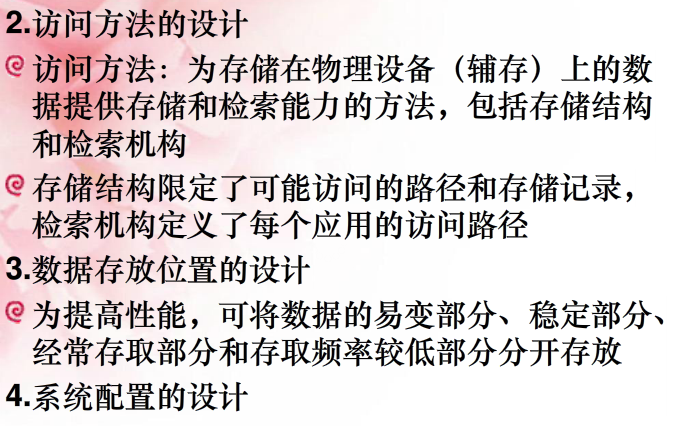 2.访问方法的设计
访问方法：为存储在物理设备（辅存）上的数
据提供存储和检索能力的方法，包括存储结构
和检索机构
存储结构限定了可能访问的路径和存储记录，
检索机构定义了每个应用的访问路径
3.数据存放位置的设计
为提高性能，可将数据的易变部分、稳定部分、
经常存取部分和存取频率较低部分分开存放
4.系统配置的设计